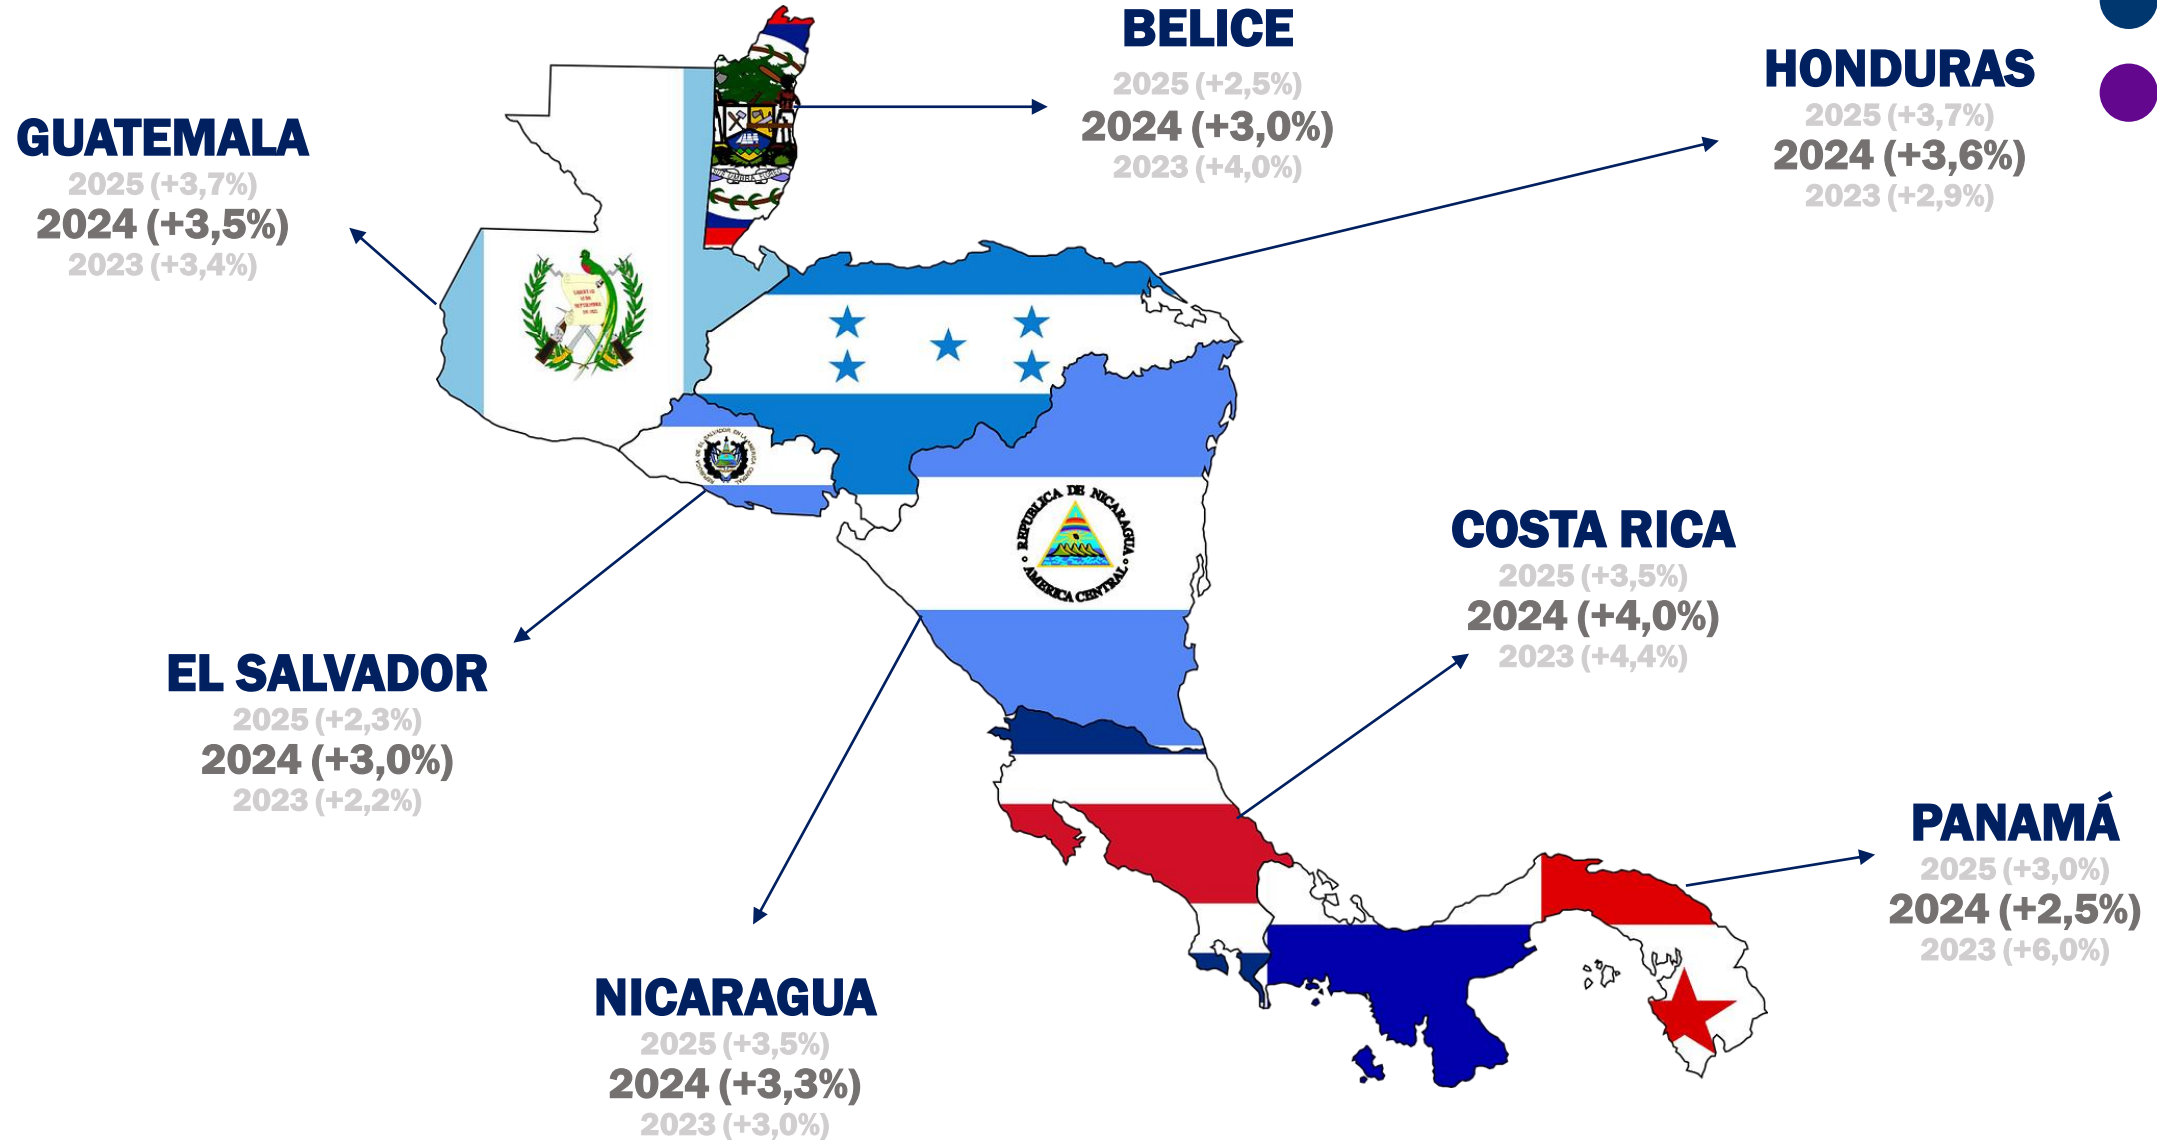 BELICE
2025 (+2,5%)
2024 (+3,0%)
2023 (+4,0%)
HONDURAS
2025 (+3,7%)
2024 (+3,6%)
2023 (+2,9%)
GUATEMALA
2025 (+3,7%)
2024 (+3,5%)
2023 (+3,4%)
REPUBLICA DE NICARAGUA
AMERICA CENTRAL
COSTA RICA
2025 (+3,5%)
2024 (+4,0%)
2023 (+4,4%)
EL SALVADOR
2025 (+2,3%)
2024 (+3,0%)
2023 (+2,2%)
PANAMÁ
2025 (+3,0%)
2024 (+2,5%)
2023 (+6,0%)
NICARAGUA
2025 (+3,5%)
2024 (+3,3%)
2023 (+3,0%)